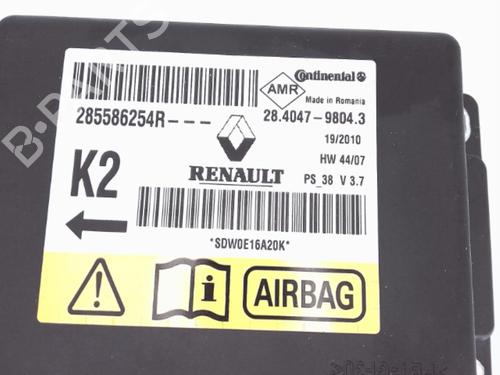 Continental
AMR
Made in Romania
285586254R---
28.4047-9804.3
19/2010
HW 44/07
K2
RENAULT
PS_38 V 3.7
*SDW0E16A20K*
! i AIRBAG
B-PARTS